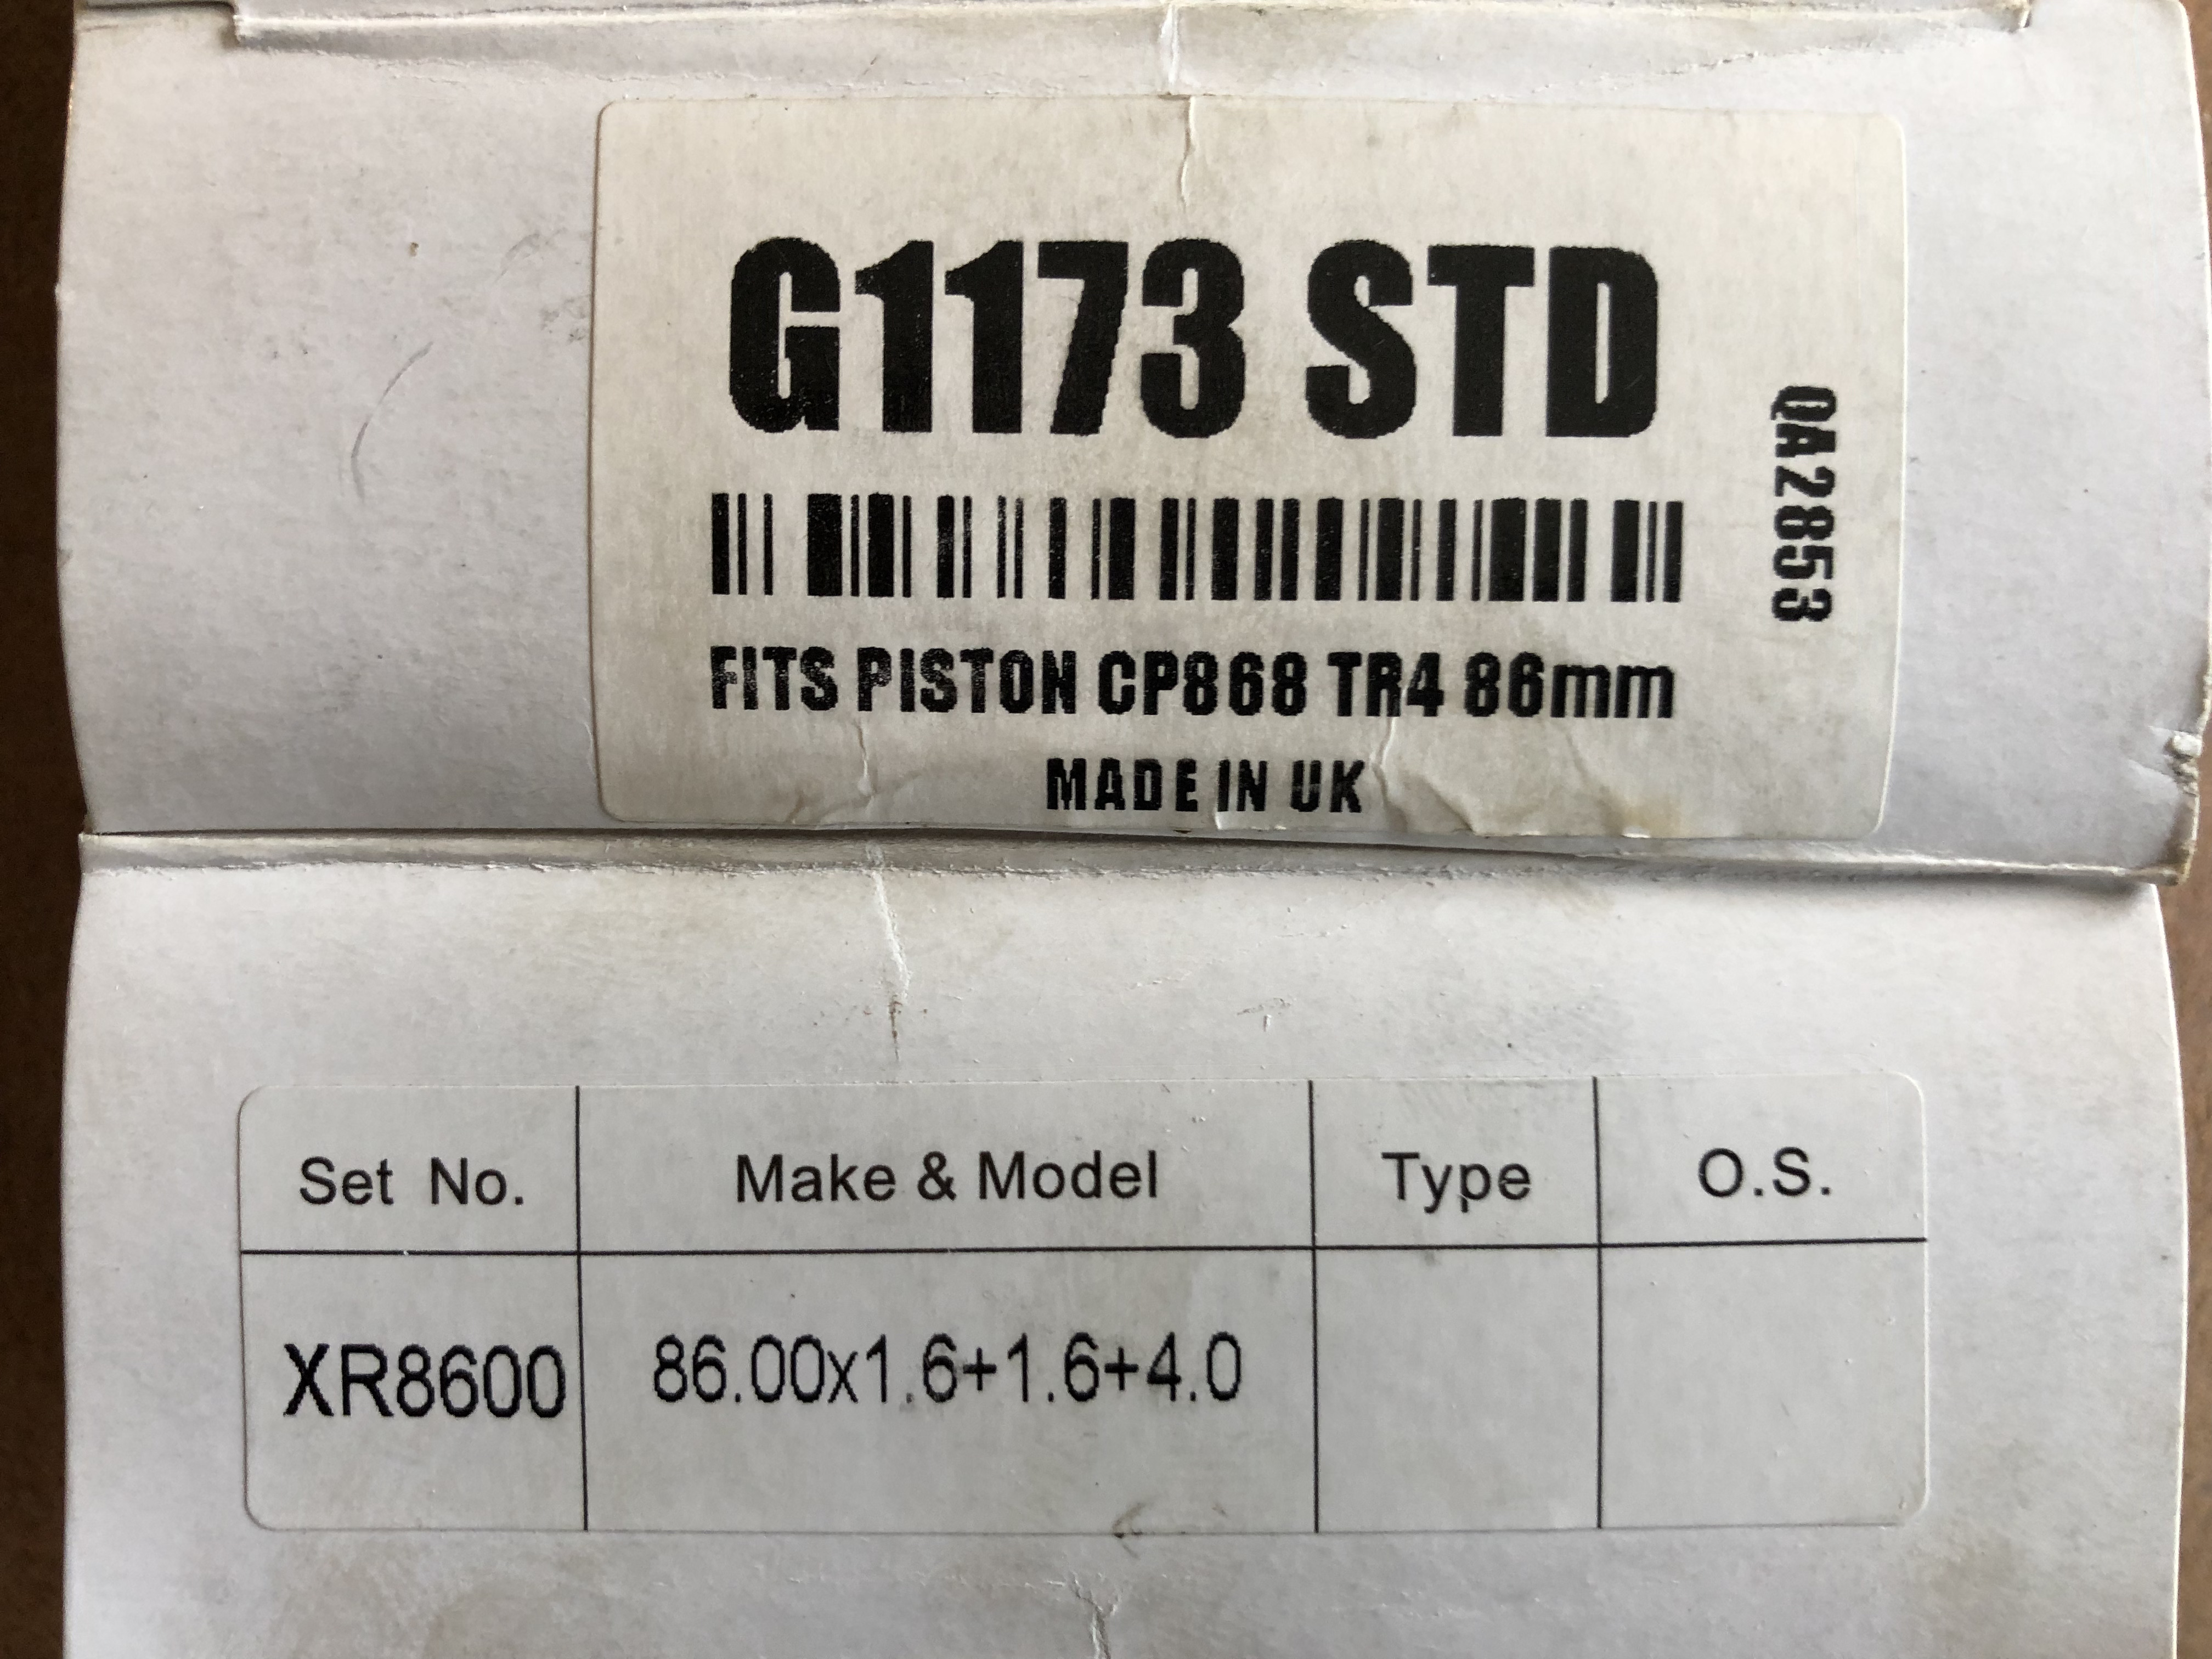 G1173 STD
QA2853
FITS PISTON CP868 TR4 86mm
MADE IN UK
Set No. Make & Model Type O.S.
XR8600 86.00x1.6+1.6+4.0